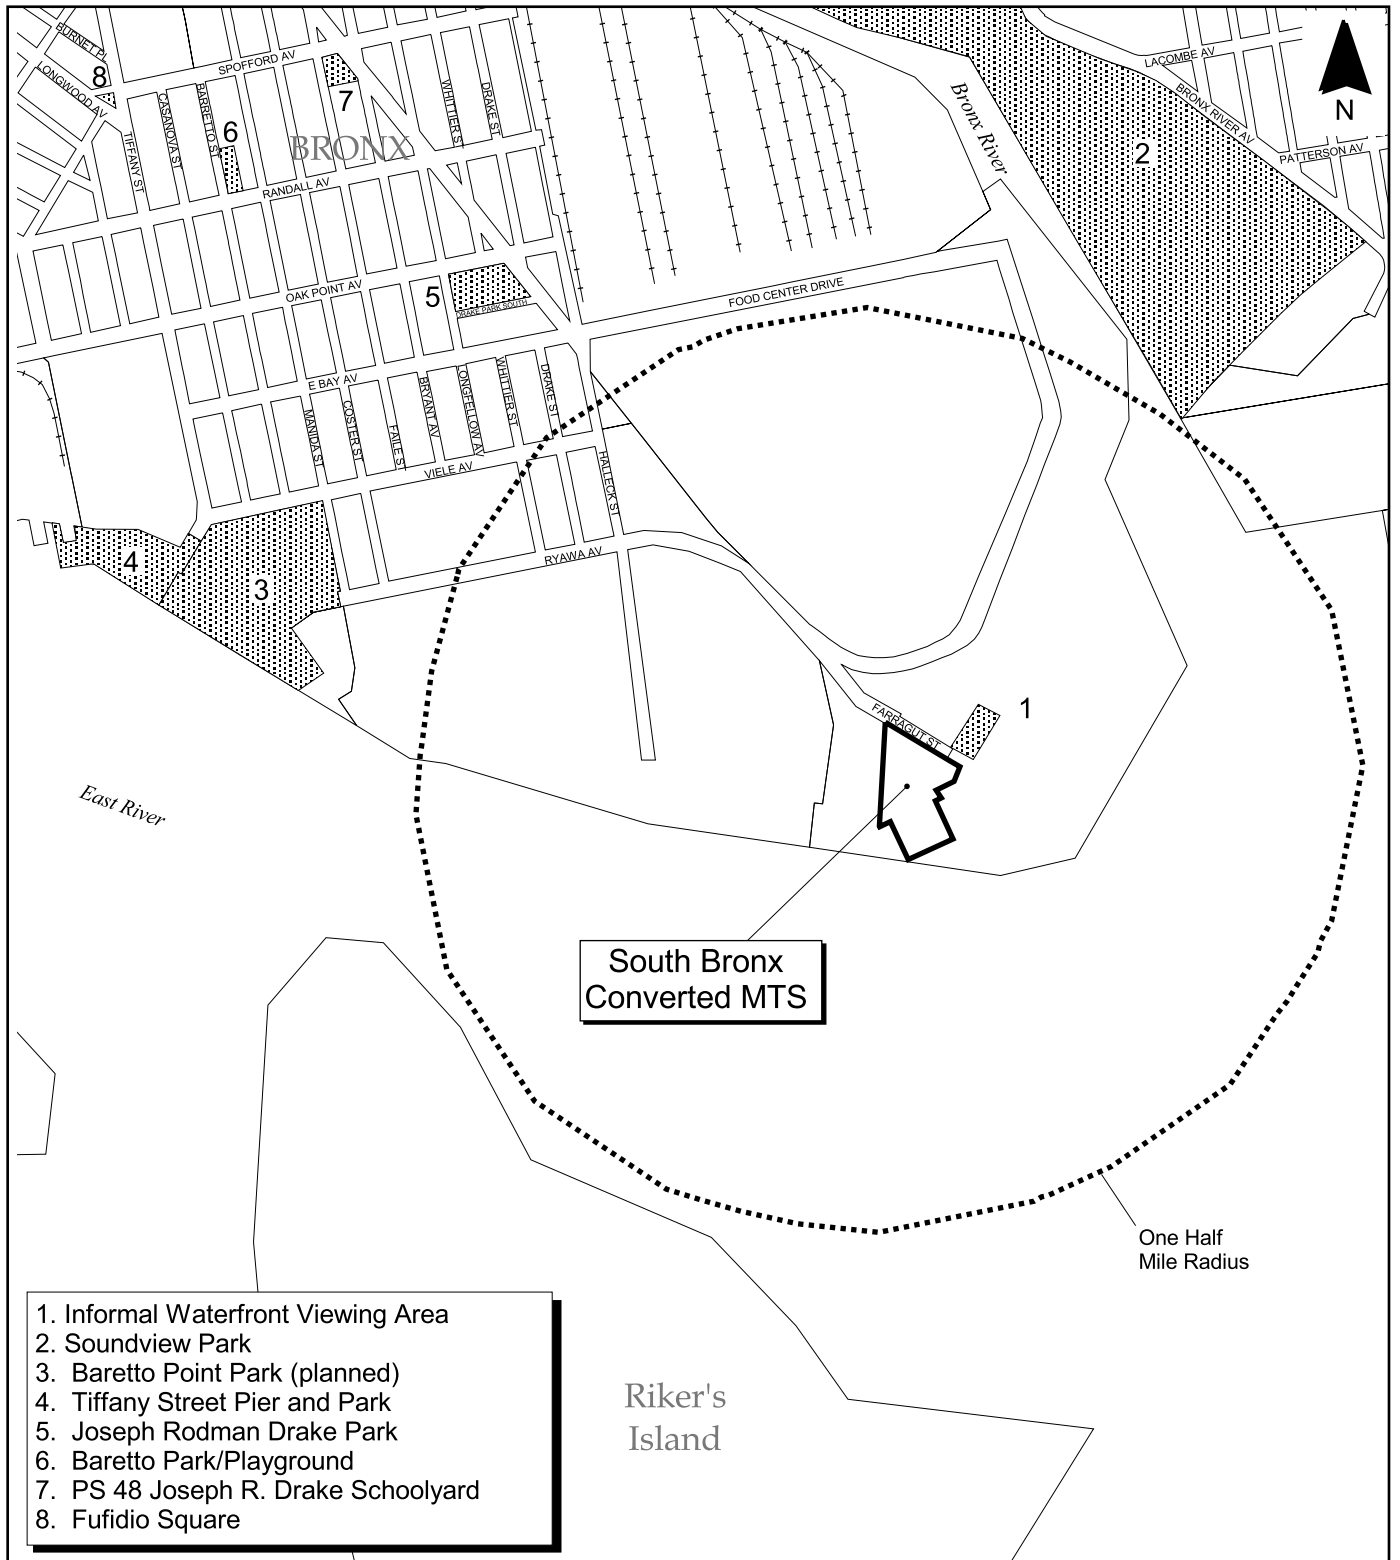 BURNET Pl
8
LONGWOOD AV
SPOFFORD AV
7
BARRETTO ST
CASANOVA ST
TIFFANY ST
6
BRONX
WHITTIER ST
DRAKE ST
RANDALL AV
Bronx River
LACOMBE AV
BRONX RIVER AV
PATTERSON AV
N
2
OAK POINT AV
5
DRAKE PARK SOUTH
FOOD CENTER DRIVE
E BAY AV
MANIDA ST
COSTER ST
FAILE ST
BRYANT AV
LONGFELLOW AV
WHITTIER ST
DRAKE ST
HALLECK ST
VIELE AV
RYAWA AV
4
3
FARRAGUT ST
1
East River
South Bronx
Converted MTS
One Half
Mile Radius
Riker's
Island
1. Informal Waterfront Viewing Area
2. Soundview Park
3. Baretto Point Park (planned)
4. Tiffany Street Pier and Park
5. Joseph Rodman Drake Park
6. Baretto Park/Playground
7. PS 48 Joseph R. Drake Schoolyard
8. Fufidio Square